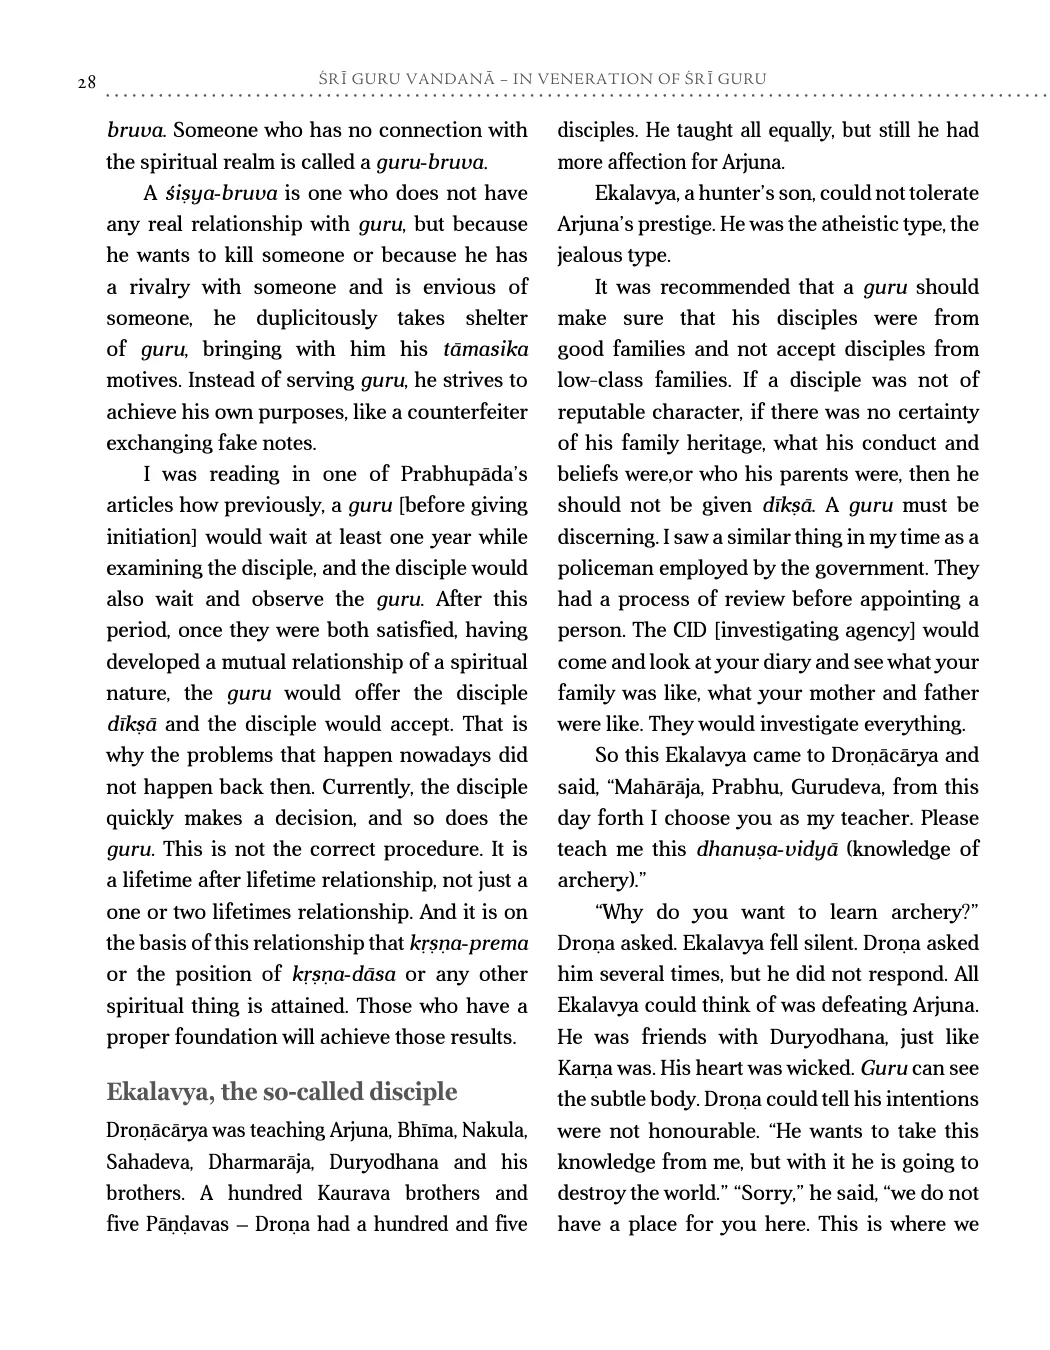 28
ŚRĪ GURU VANDANĀ – IN VENERATION OF ŚRĪ GURU
bruva. Someone who has no connection with
the spiritual realm is called a guru-bruva.
A śiṣya-bruva is one who does not have
any real relationship with guru, but because
he wants to kill someone or because he has
a rivalry with someone and is envious of
someone, he duplicitously takes shelter
of guru, bringing with him his tāmasika
motives. Instead of serving guru, he strives to
achieve his own purposes, like a counterfeiter
exchanging fake notes.
I was reading in one of Prabhupāda’s
articles how previously, a guru [before giving
initiation] would wait at least one year while
examining the disciple, and the disciple would
also wait and observe the guru. After this
period, once they were both satisfied, having
developed a mutual relationship of a spiritual
nature, the guru would offer the disciple
dīkṣā and the disciple would accept. That is
why the problems that happen nowadays did
not happen back then. Currently, the disciple
quickly makes a decision, and so does the
guru. This is not the correct procedure. It is
a lifetime after lifetime relationship, not just a
one or two lifetimes relationship. And it is on
the basis of this relationship that kṛṣṇa-prema
or the position of kṛṣṇa-dāsa or any other
spiritual thing is attained. Those who have a
proper foundation will achieve those results.
Ekalavya, the so-called disciple
Droṇācārya was teaching Arjuna, Bhīma, Nakula,
Sahadeva, Dharmarāja, Duryodhana and his
brothers. A hundred Kaurava brothers and
five Pāṇḍavas – Droṇa had a hundred and five
disciples. He taught all equally, but still he had
more affection for Arjuna.
Ekalavya, a hunter’s son, could not tolerate
Arjuna’s prestige. He was the atheistic type, the
jealous type.
It was recommended that a guru should
make sure that his disciples were from
good families and not accept disciples from
low-class families. If a disciple was not of
reputable character, if there was no certainty
of his family heritage, what his conduct and
beliefs were,or who his parents were, then he
should not be given dīkṣā. A guru must be
discerning. I saw a similar thing in my time as a
policeman employed by the government. They
had a process of review before appointing a
person. The CID [investigating agency] would
come and look at your diary and see what your
family was like, what your mother and father
were like. They would investigate everything.
So this Ekalavya came to Droṇācārya and
said, “Mahārāja, Prabhu, Gurudeva, from this
day forth I choose you as my teacher. Please
teach me this dhanuṣa-vidyā (knowledge of
archery).”
“Why do you want to learn archery?”
Droṇa asked. Ekalavya fell silent. Droṇa asked
him several times, but he did not respond. All
Ekalavya could think of was defeating Arjuna.
He was friends with Duryodhana, just like
Karṇa was. His heart was wicked. Guru can see
the subtle body. Droṇa could tell his intentions
were not honourable. “He wants to take this
knowledge from me, but with it he is going to
destroy the world.” “Sorry,” he said, “we do not
have a place for you here. This is where we